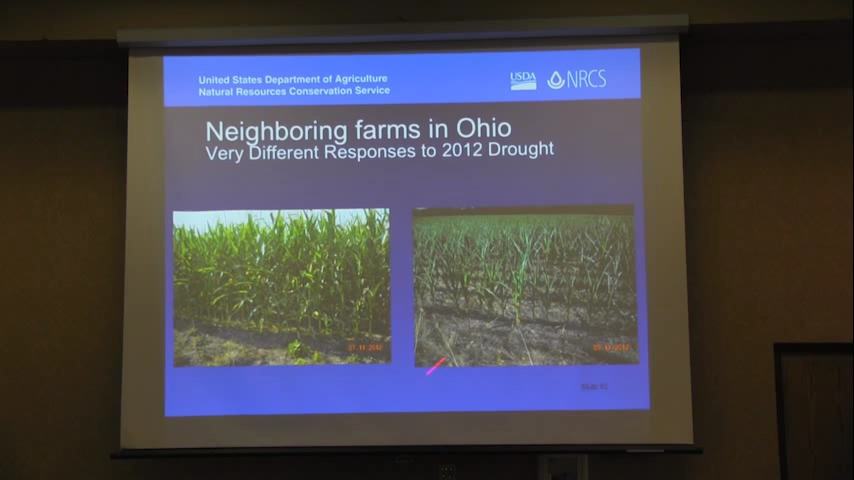 United States Department of Agriculture
Natural Resources Conservation Service
USDA
NRCS
Neighboring farms in Ohio
Very Different Responses to 2012 Drought